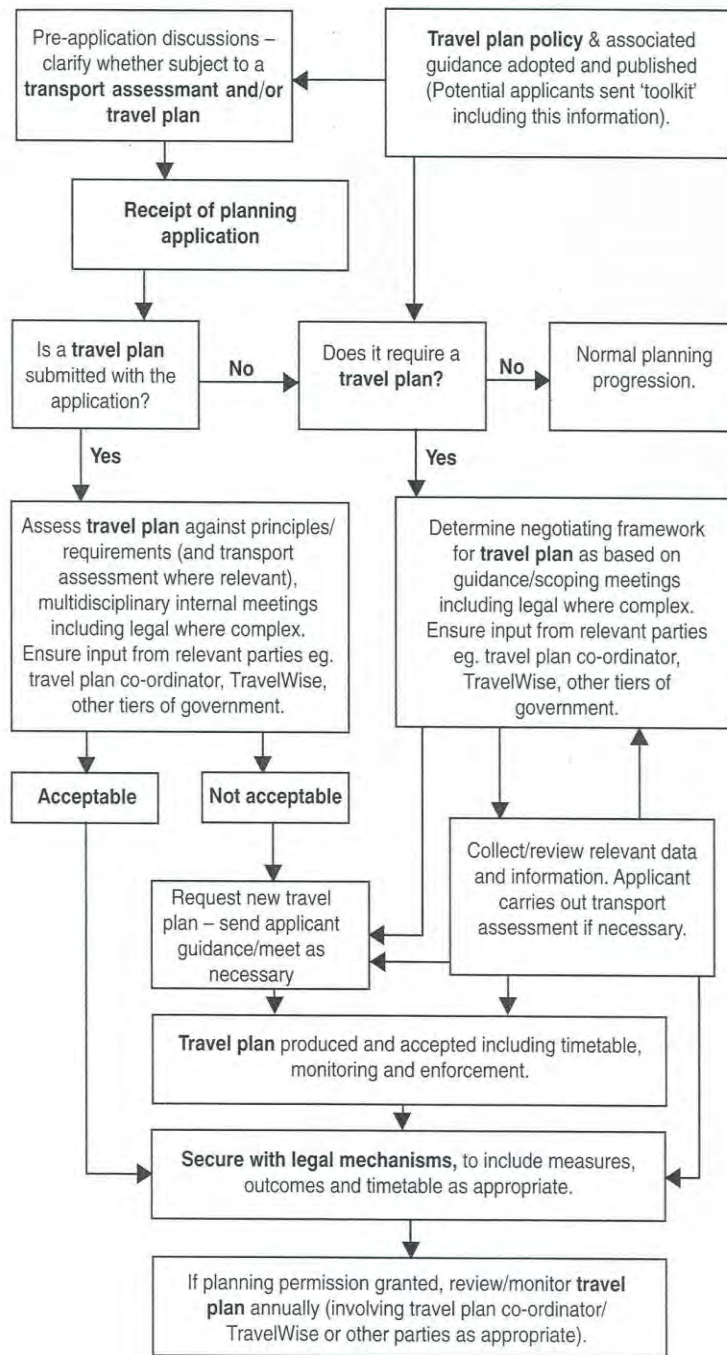 Pre-application discussions –
clarify whether subject to a
transport assessmant and/or
travel plan
Travel plan policy & associated
guidance adopted and published
(Potential applicants sent ‘toolkit’
including this information).
Receipt of planning
application
Is a travel plan
submitted with the
application?
No
Does it require a
travel plan?
No
Normal planning
progression.
Yes
Yes
Assess travel plan against principles/
requirements (and transport
assessment where relevant),
multidisciplinary internal meetings
including legal where complex.
Ensure input from relevant parties eg.
travel plan co-ordinator, TravelWise,
other tiers of government.
Determine negotiating framework
for travel plan as based on
guidance/scoping meetings
including legal where complex.
Ensure input from relevant parties
eg. travel plan co-ordinator,
TravelWise, other tiers of
government.
Acceptable
Not acceptable
Collect/review relevant data
and information. Applicant
carries out transport
assessment if necessary.
Request new travel
plan – send applicant
guidance/meet as
necessary
Travel plan produced and accepted including timetable,
monitoring and enforcement.
Secure with legal mechanisms, to include measures,
outcomes and timetable as appropriate.
If planning permission granted, review/monitor travel
plan annually (involving travel plan co-ordinator/
TravelWise or other parties as appropriate).